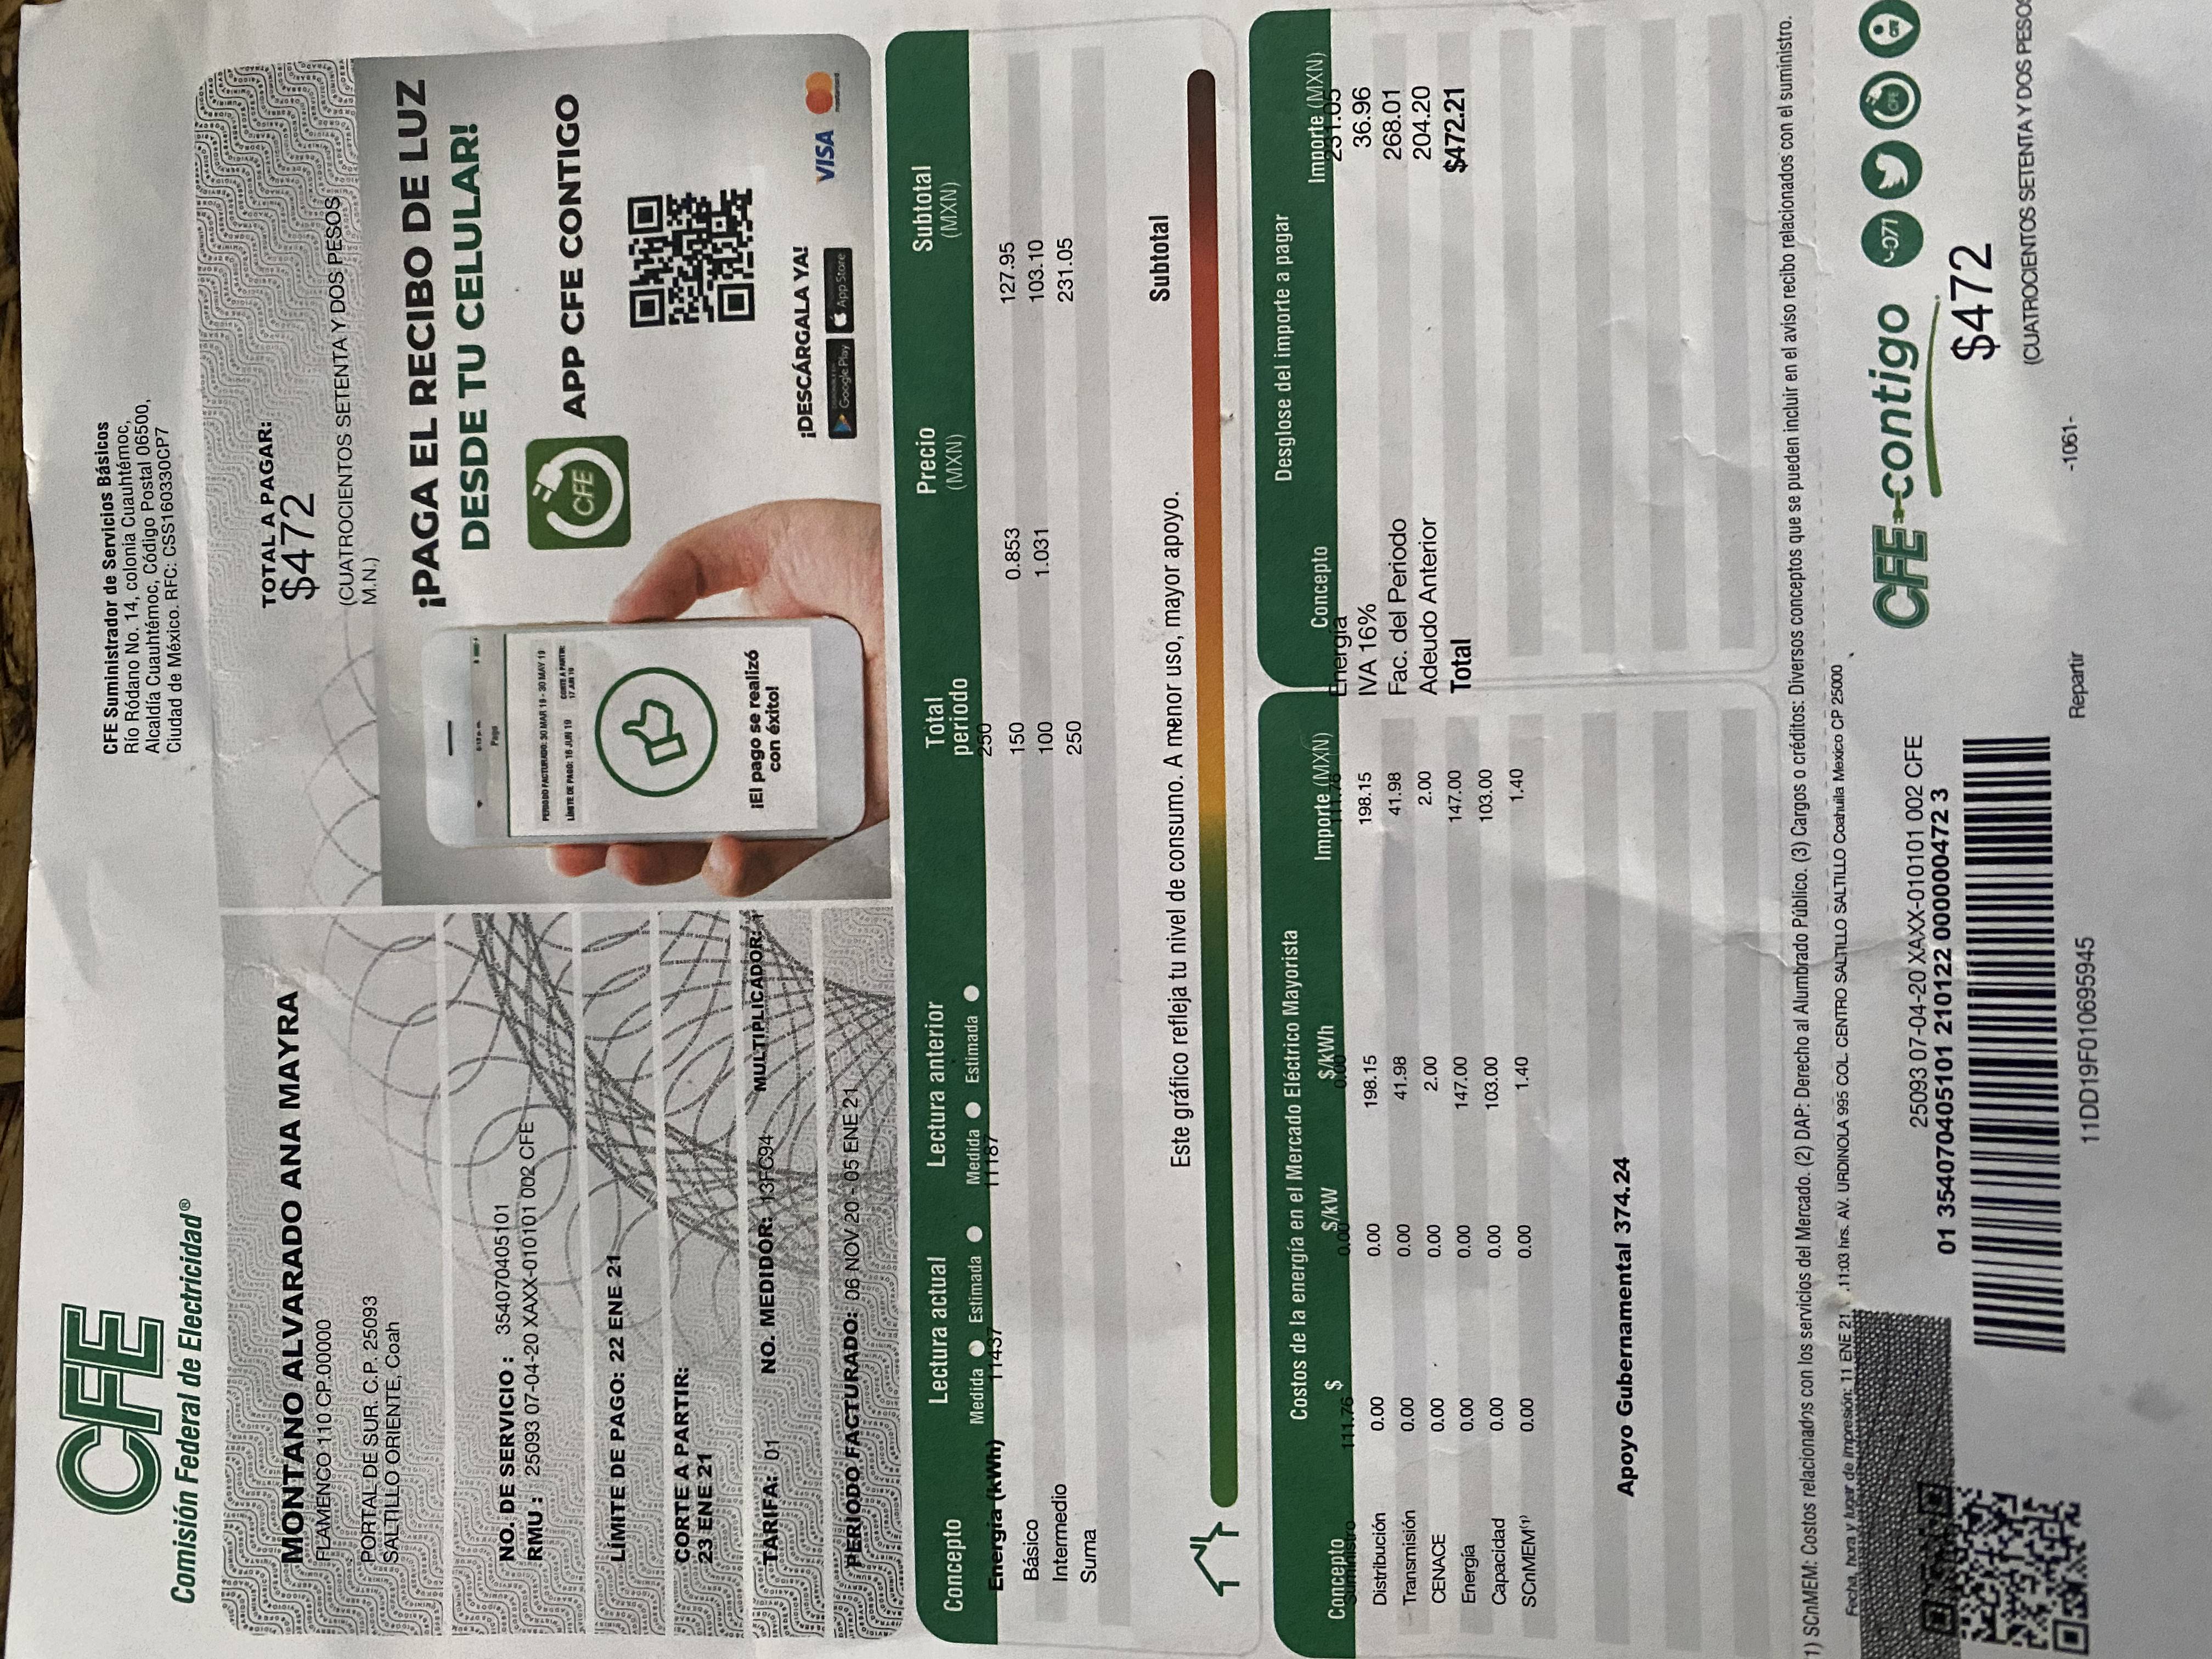 CFE
Comisión Federal de Electricidad®
CFE Suministrador de Servicios Básicos
Río Ródano No. 14, colonia Cuauhtémoc,
Alcaldía Cuauhtémoc, Código Postal 06500,
Ciudad de México. RFC: CSS160330CP7
MONTANO ALVARADO ANA MAYRA
FLAMENCO 110 CP.00000
PORTAL DE SUR. C.P. 25093
SALTILLO ORIENTE, Coah
TOTAL A PAGAR:
$472
(CUATROCIENTOS SETENTA Y DOS PESOS
M.N.)
NO. DE SERVICIO : 354070405101
RMU : 25093 07-04-20 XAXX-010101 002 CFE
LÍMITE DE PAGO: 22 ENE 21
CORTE A PARTIR:
23 ENE 21
TARIFA: 01 NO. MEDIDOR: 13FC94 MULTIPLICADOR: 1
PERIODO FACTURADO: 06 NOV 20 - 05 ENE 21
¡PAGA EL RECIBO DE LUZ
DESDE TU CELULAR!
Pago
PERIODO FACTURADO: 30 MAR 19 - 30 MAY 19
LÍMITE DE PAGO: 16 JUN 19 CORTE A PARTIR:
17 JUN 19
¡El pago se realizó
con éxito!
CFE
APP CFE CONTIGO
¡DESCÁRGALA YA!
Google Play App Store VISA mastercard
Concepto Lectura actual Lectura anterior Total periodo Precio (MXN) Subtotal (MXN)
Medida Estimada Medida Estimada
Energía (kWh) 11437 11187 250
Básico 150 0.853 127.95
Intermedio 100 1.031 103.10
Suma 250 231.05
Este gráfico refleja tu nivel de consumo. A menor uso, mayor apoyo. Subtotal
Costos de la energía en el Mercado Eléctrico Mayorista
Concepto $ $/kW $/kWh Importe (MXN)
Suministro 111.76 0.00 0.00 111.76
Distribución 0.00 0.00 198.15 198.15
Transmisión 0.00 0.00 41.98 41.98
CENACE 0.00 0.00 2.00 2.00
Energía 0.00 0.00 147.00 147.00
Capacidad 0.00 0.00 103.00 103.00
SCnMEM(1) 0.00 0.00 1.40 1.40
Apoyo Gubernamental 374.24
Desglose del importe a pagar
Concepto Importe (MXN)
Energía 231.05
IVA 16% 36.96
Fac. del Periodo 268.01
Adeudo Anterior 204.20
Total $472.21
1) SCnMEM: Costos relacionados con los servicios del Mercado. (2) DAP: Derecho al Alumbrado Público. (3) Cargos o créditos: Diversos conceptos que se pueden incluir en el aviso recibo relacionados con el suministro.
Fecha, hora y lugar de impresión: 11 ENE 21 11:03 hrs. AV. URDINOLA 995 COL. CENTRO SALTILLO SALTILLO Coahuila Mexico CP 25000
25093 07-04-20 XAXX-010101 002 CFE
01 354070405101 210122 000000472 3
11DD19F010695945
CFE contigo 071 CFE CFE
$472
(CUATROCIENTOS SETENTA Y DOS PESOS
Repartir -1061-